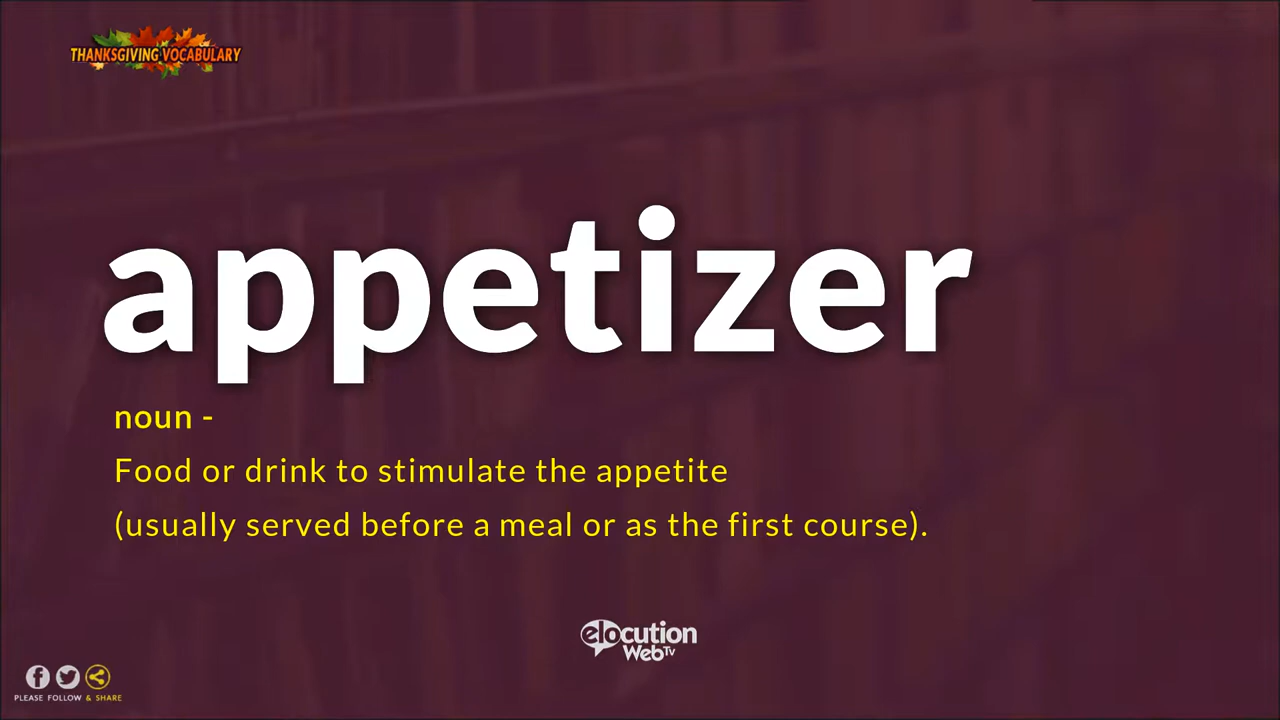 THANKSGIVING VOCABULARY
appetizer
noun -
Food or drink to stimulate the appetite
(usually served before a meal or as the first course).
elocution
WebTv
PLEASE FOLLOW & SHARE